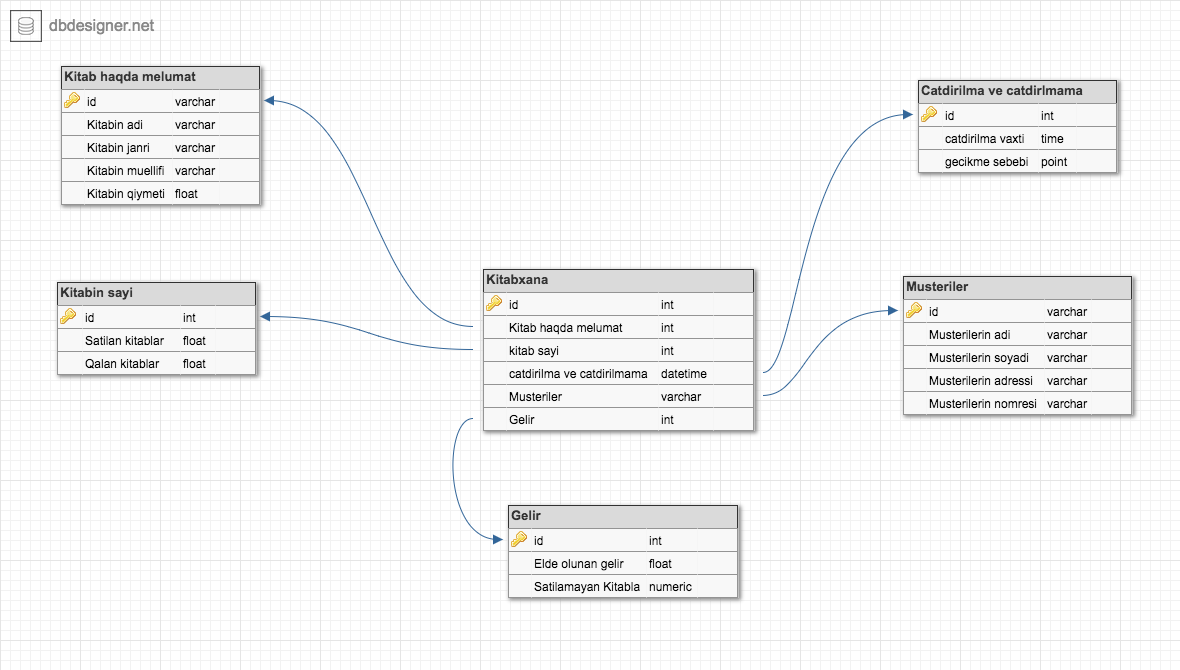 dbdesigner.net
Kitab haqda melumat
id varchar
Kitabin adi varchar
Kitabin janri varchar
Kitabin muellifi varchar
Kitabin qiymeti float
Catdirilma ve catdirlmama
id int
catdirilma vaxti time
gecikme sebebi point
Kitabin sayi
id int
Satilan kitablar float
Qalan kitablar float
Kitabxana
id int
Kitab haqda melumat int
kitab sayi int
catdirilma ve catdirilmama datetime
Musteriler varchar
Gelir int
Musteriler
id varchar
Musterilerin adi varchar
Musterilerin soyadi varchar
Musterilerin adressi varchar
Musterilerin nomresi varchar
Gelir
id int
Elde olunan gelir float
Satilamayan Kitabla numeric